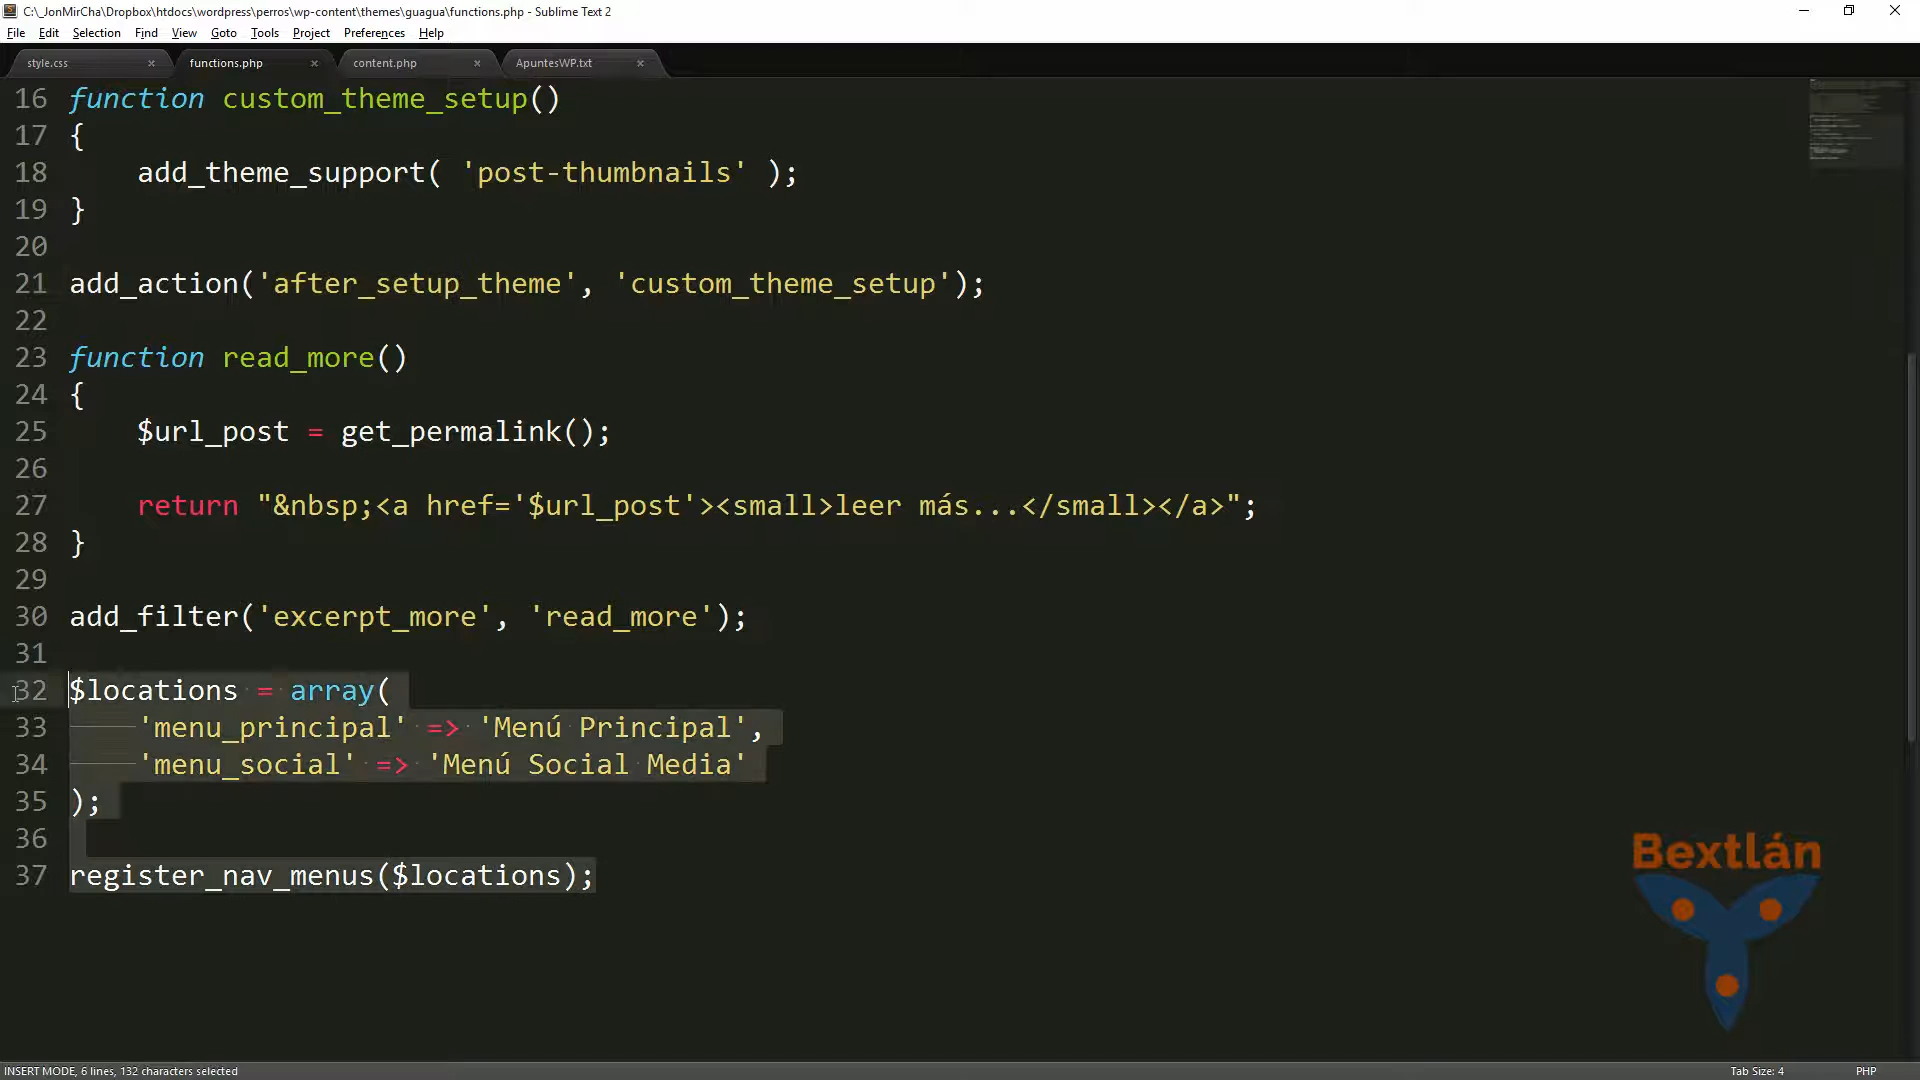 C:\_JonMirCha\Dropbox\htdocs\wordpress\perros\wp-content\themes\guagua\functions.php - Sublime Text 2
File Edit Selection Find View Goto Tools Project Preferences Help
style.css × functions.php × content.php × ApuntesWP.txt ×
16 function custom_theme_setup()
17 {
18     add_theme_support( 'post-thumbnails' );
19 }
20
21 add_action('after_setup_theme', 'custom_theme_setup');
22
23 function read_more()
24 {
25     $url_post = get_permalink();
26
27     return "&nbsp;<a href='$url_post'><small>leer más...</small></a>";
28 }
29
30 add_filter('excerpt_more', 'read_more');
31
32 $locations = array(
33     'menu_principal' => 'Menú Principal',
34     'menu_social' => 'Menú Social Media'
35 );
36
37 register_nav_menus($locations);
Bextlán
INSERT MODE, 6 lines, 132 characters selected Tab Size: 4 PHP